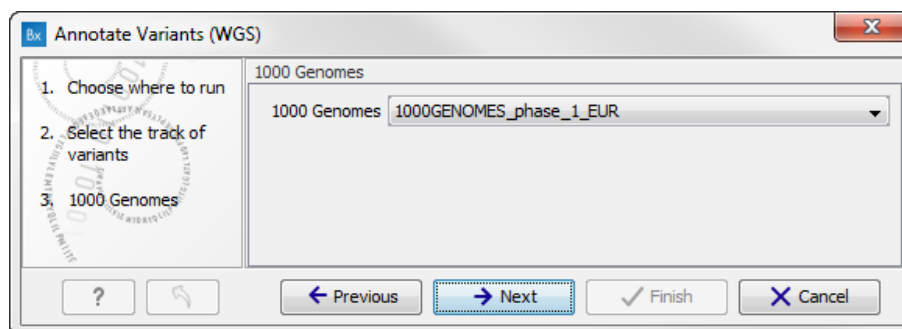 Bx Annotate Variants (WGS)
1. Choose where to run
2. Select the track of
variants
3. 1000 Genomes
1000 Genomes
1000 Genomes 1000GENOMES_phase_1_EUR
?
Previous
Next
Finish
Cancel